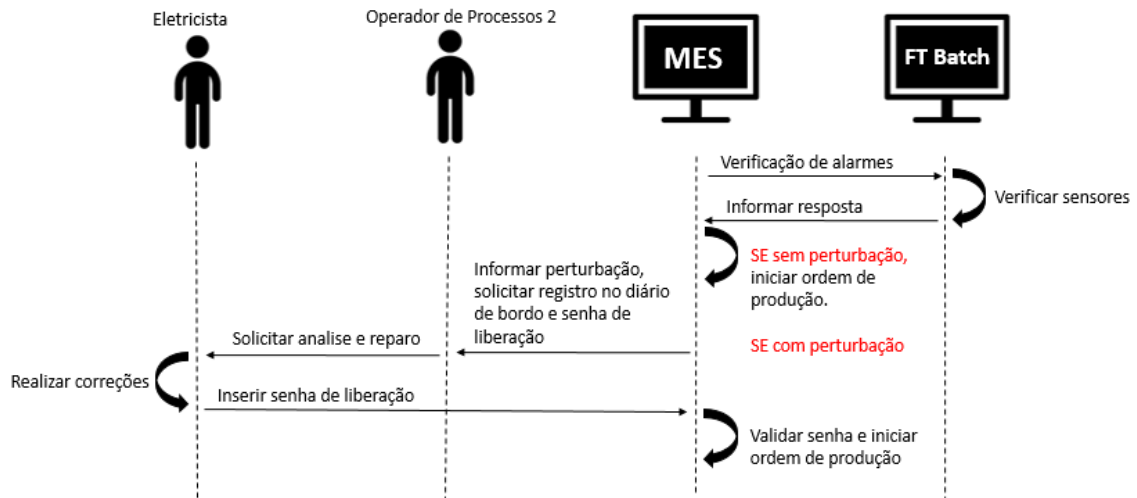 Eletricista
Operador de Processos 2
MES
FT Batch
Verificação de alarmes
Verificar sensores
Informar resposta
SE sem perturbação,
iniciar ordem de
produção.
Informar perturbação,
solicitar registro no diário
de bordo e senha de
liberação
Solicitar analise e reparo
SE com perturbação
Realizar correções
Inserir senha de liberação
Validar senha e iniciar
ordem de produção